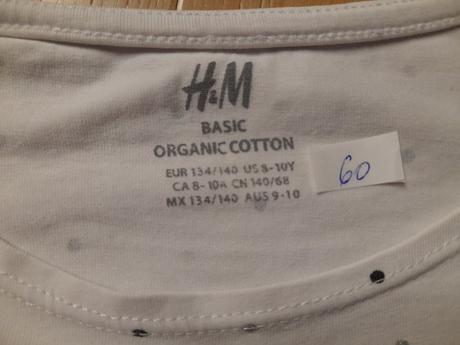 H&M
BASIC
ORGANIC COTTON
EUR 134/140 US 8-10Y
CA 8-10A CN 140/68
MX 134/140 AUS 9-10
60